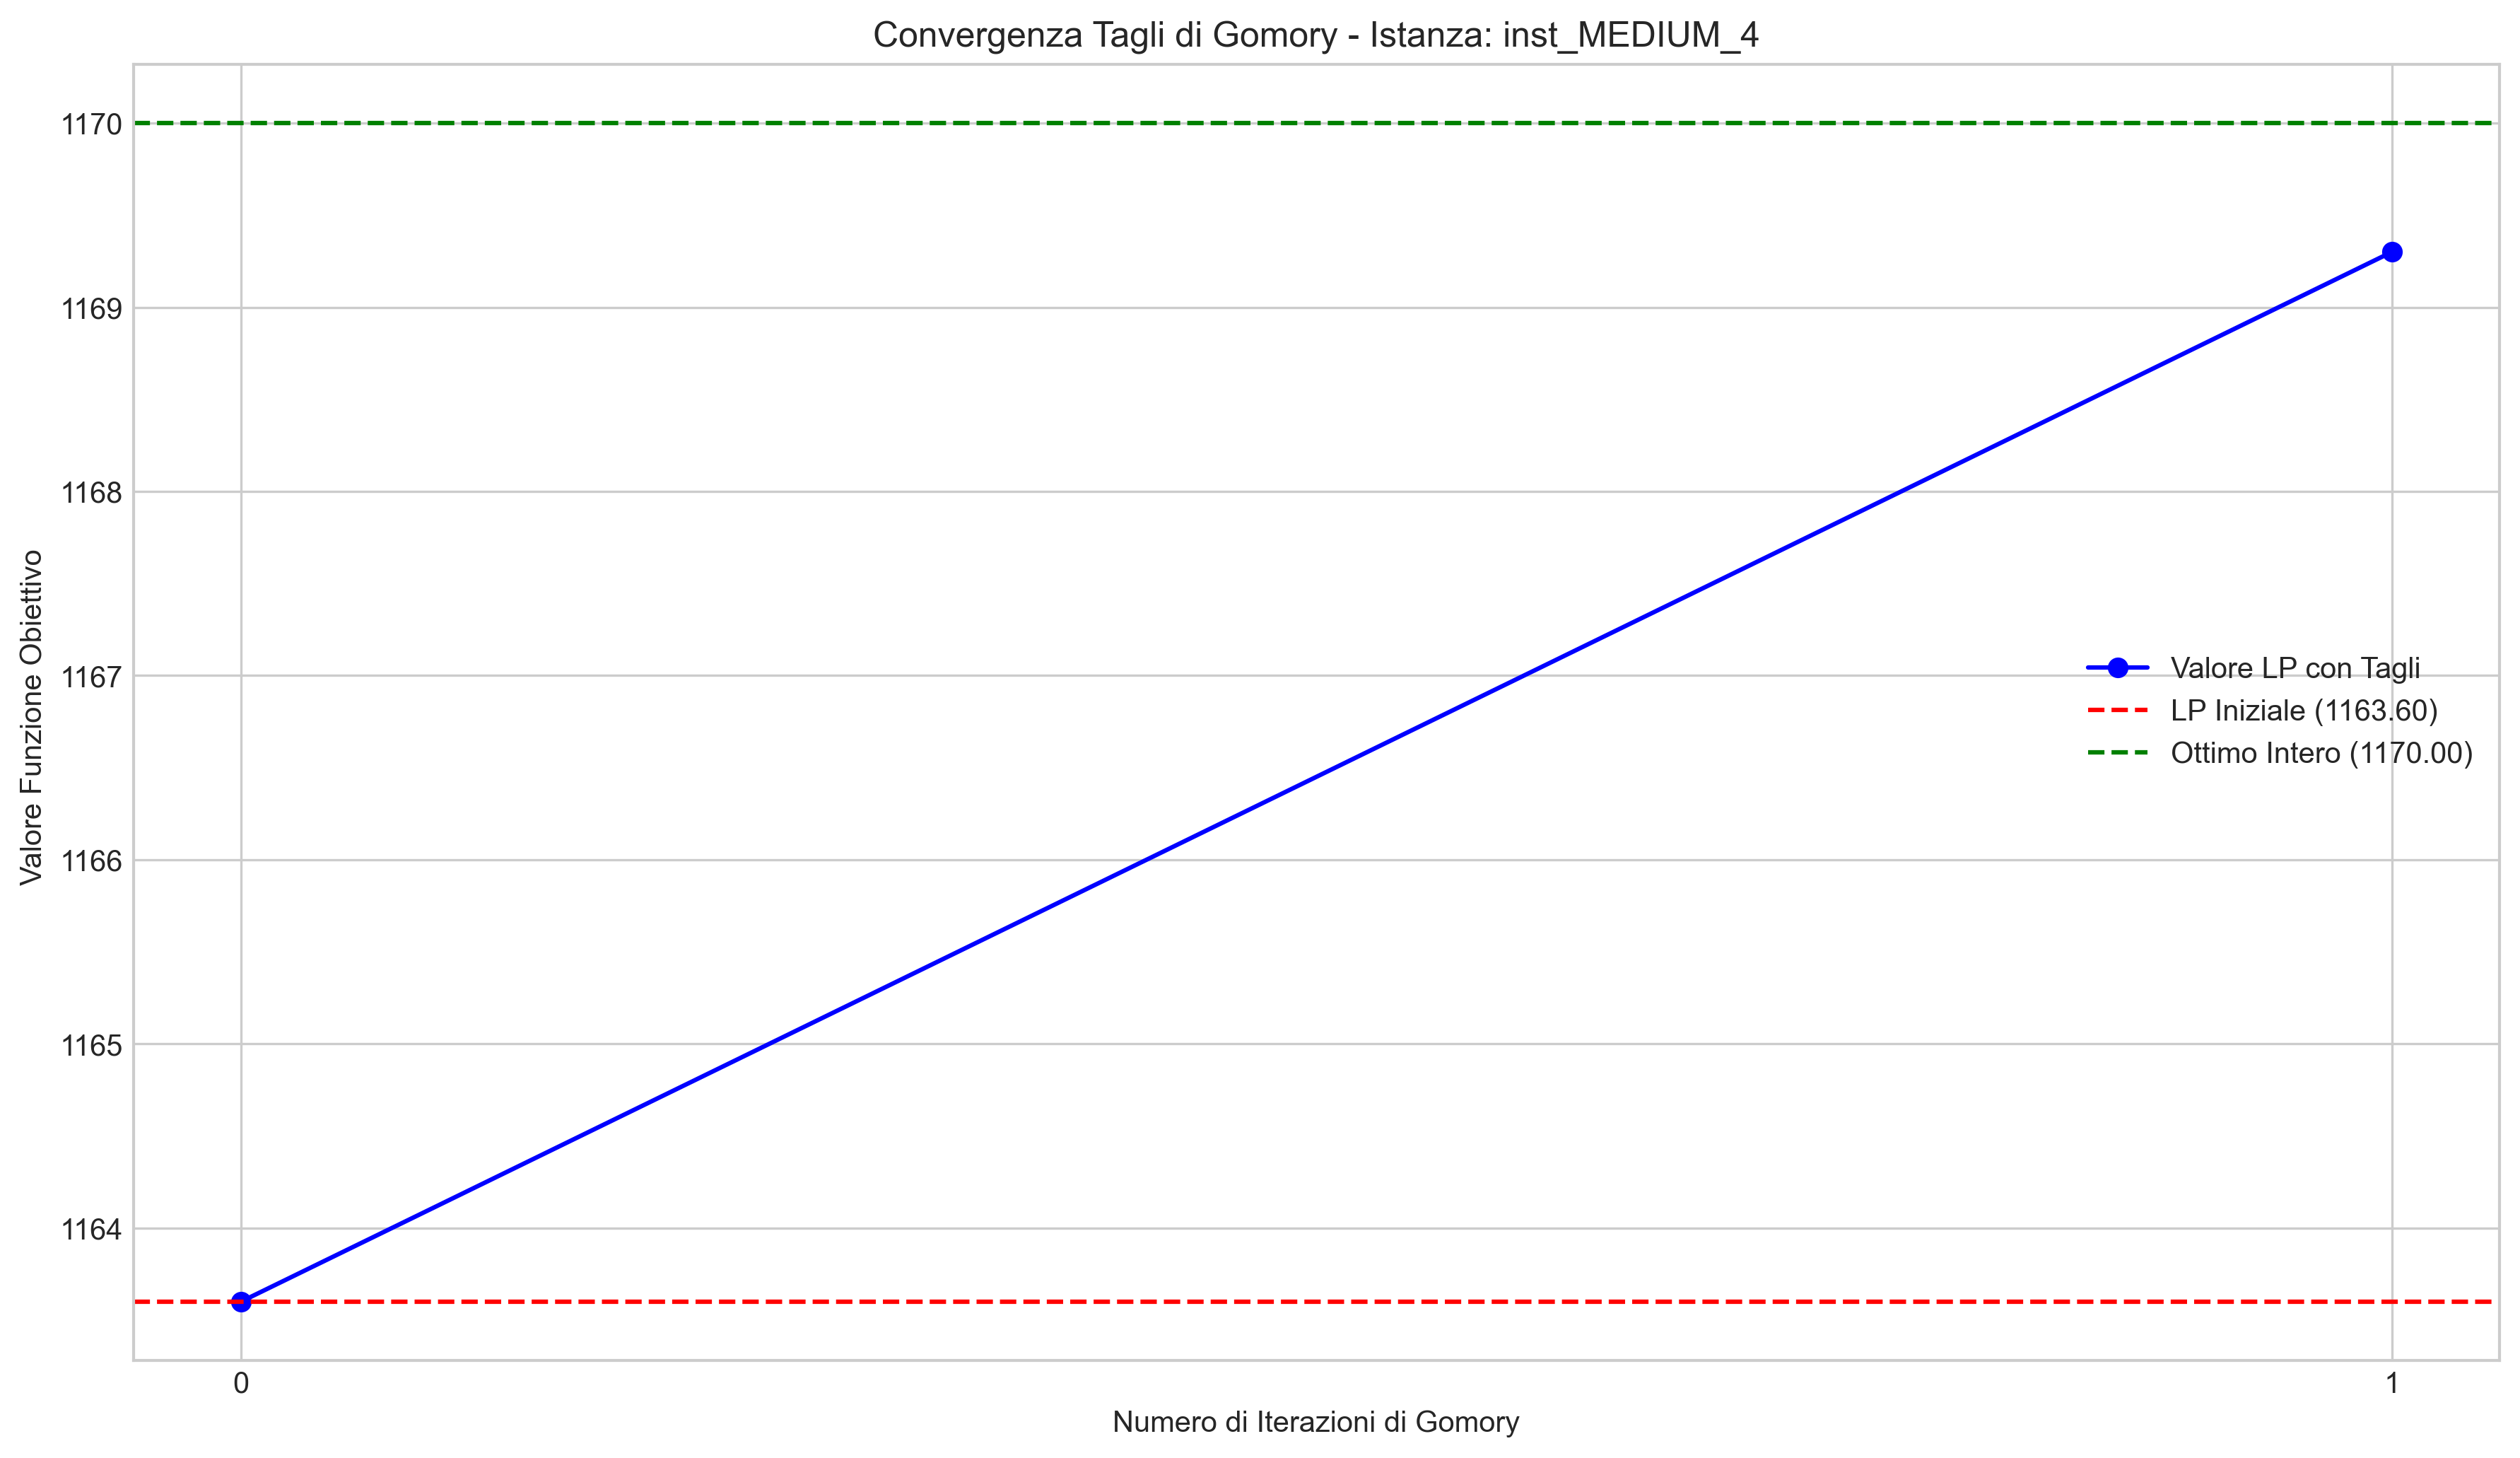 Convergenza Tagli di Gomory - Istanza: inst_MEDIUM_4
1170
1169
1168
1167
1166
1165
1164
Valore Funzione Obiettivo
Valore LP con Tagli
LP Iniziale (1163.60)
Ottimo Intero (1170.00)
0
1
Numero di Iterazioni di Gomory